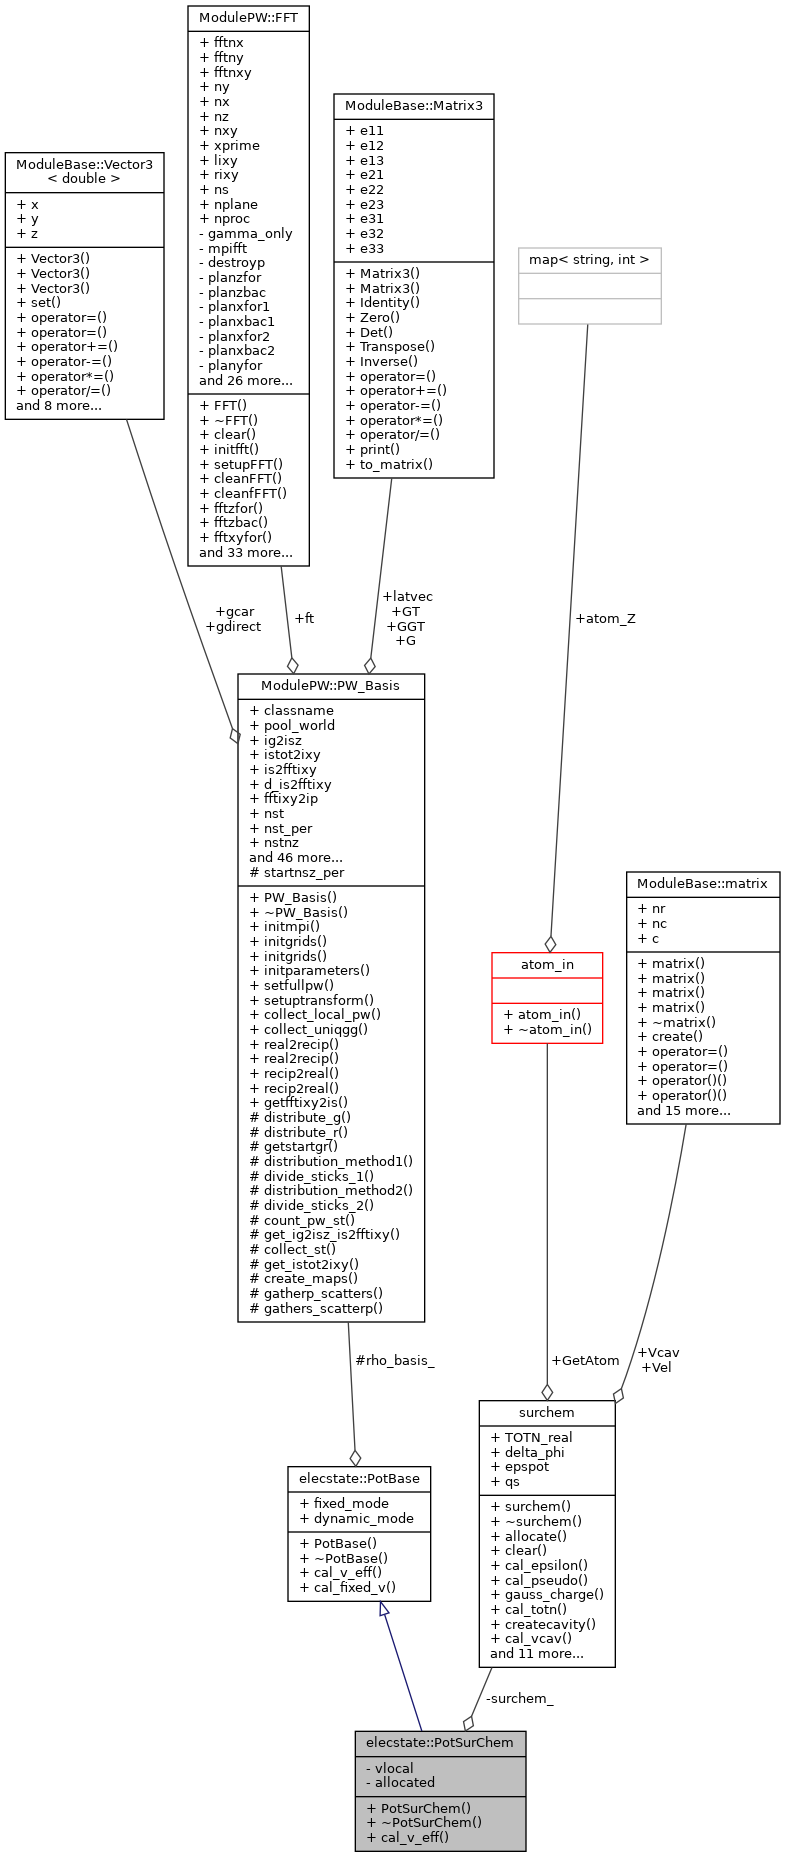 ModulePW::FFT
+ fftnx
+ fftny
+ fftnxy
+ ny
+ nx
+ nz
+ nxy
+ xprime
+ lixy
+ rixy
+ ns
+ nplane
+ nproc
- gamma_only
- mpifft
- destroyp
- planzfor
- planzbac
- planxfor1
- planxbac1
- planxfor2
- planxbac2
- planyfor
and 26 more...
+ FFT()
+ ~FFT()
+ clear()
+ initfft()
+ setupFFT()
+ cleanFFT()
+ cleanfFFT()
+ fftzfor()
+ fftzbac()
+ fftxyfor()
and 33 more...
ModuleBase::Matrix3
+ e11
+ e12
+ e13
+ e21
+ e22
+ e23
+ e31
+ e32
+ e33
+ Matrix3()
+ Matrix3()
+ Identity()
+ Zero()
+ Det()
+ Transpose()
+ Inverse()
+ operator=()
+ operator+=()
+ operator-=()
+ operator*=()
+ operator/=()
+ print()
+ to_matrix()
ModuleBase::Vector3
< double >
+ x
+ y
+ z
+ Vector3()
+ Vector3()
+ Vector3()
+ set()
+ operator=()
+ operator=()
+ operator+=()
+ operator-=()
+ operator*=()
+ operator/=()
and 8 more...
map< string, int >
+gcar
+gdirect
+ft
+latvec
+GT
+GGT
+G
+atom_Z
ModulePW::PW_Basis
+ classname
+ pool_world
+ ig2isz
+ istot2ixy
+ is2fftixy
+ d_is2fftixy
+ fftixy2ip
+ nst
+ nst_per
+ nstnz
and 46 more...
# startnsz_per
+ PW_Basis()
+ ~PW_Basis()
+ initmpi()
+ initgrids()
+ initgrids()
+ initparameters()
+ setfullpw()
+ setuptransform()
+ collect_local_pw()
+ collect_uniqgg()
+ real2recip()
+ real2recip()
+ recip2real()
+ recip2real()
+ getfftixy2is()
# distribute_g()
# distribute_r()
# getstartgr()
# distribution_method1()
# divide_sticks_1()
# distribution_method2()
# divide_sticks_2()
# count_pw_st()
# get_ig2isz_is2fftixy()
# collect_st()
# get_istot2ixy()
# create_maps()
# gatherp_scatters()
# gathers_scatterp()
atom_in
+ atom_in()
+ ~atom_in()
ModuleBase::matrix
+ nr
+ nc
+ c
+ matrix()
+ matrix()
+ matrix()
+ matrix()
+ ~matrix()
+ create()
+ operator=()
+ operator=()
+ operator()()
+ operator()()
and 15 more...
#rho_basis_
+GetAtom
+Vcav
+Vel
elecstate::PotBase
+ fixed_mode
+ dynamic_mode
+ PotBase()
+ ~PotBase()
+ cal_v_eff()
+ cal_fixed_v()
surchem
+ TOTN_real
+ delta_phi
+ epspot
+ qs
+ surchem()
+ ~surchem()
+ allocate()
+ clear()
+ cal_epsilon()
+ cal_pseudo()
+ gauss_charge()
+ cal_totn()
+ createcavity()
+ cal_vcav()
and 11 more...
-surchem_
elecstate::PotSurChem
- vlocal
- allocated
+ PotSurChem()
+ ~PotSurChem()
+ cal_v_eff()